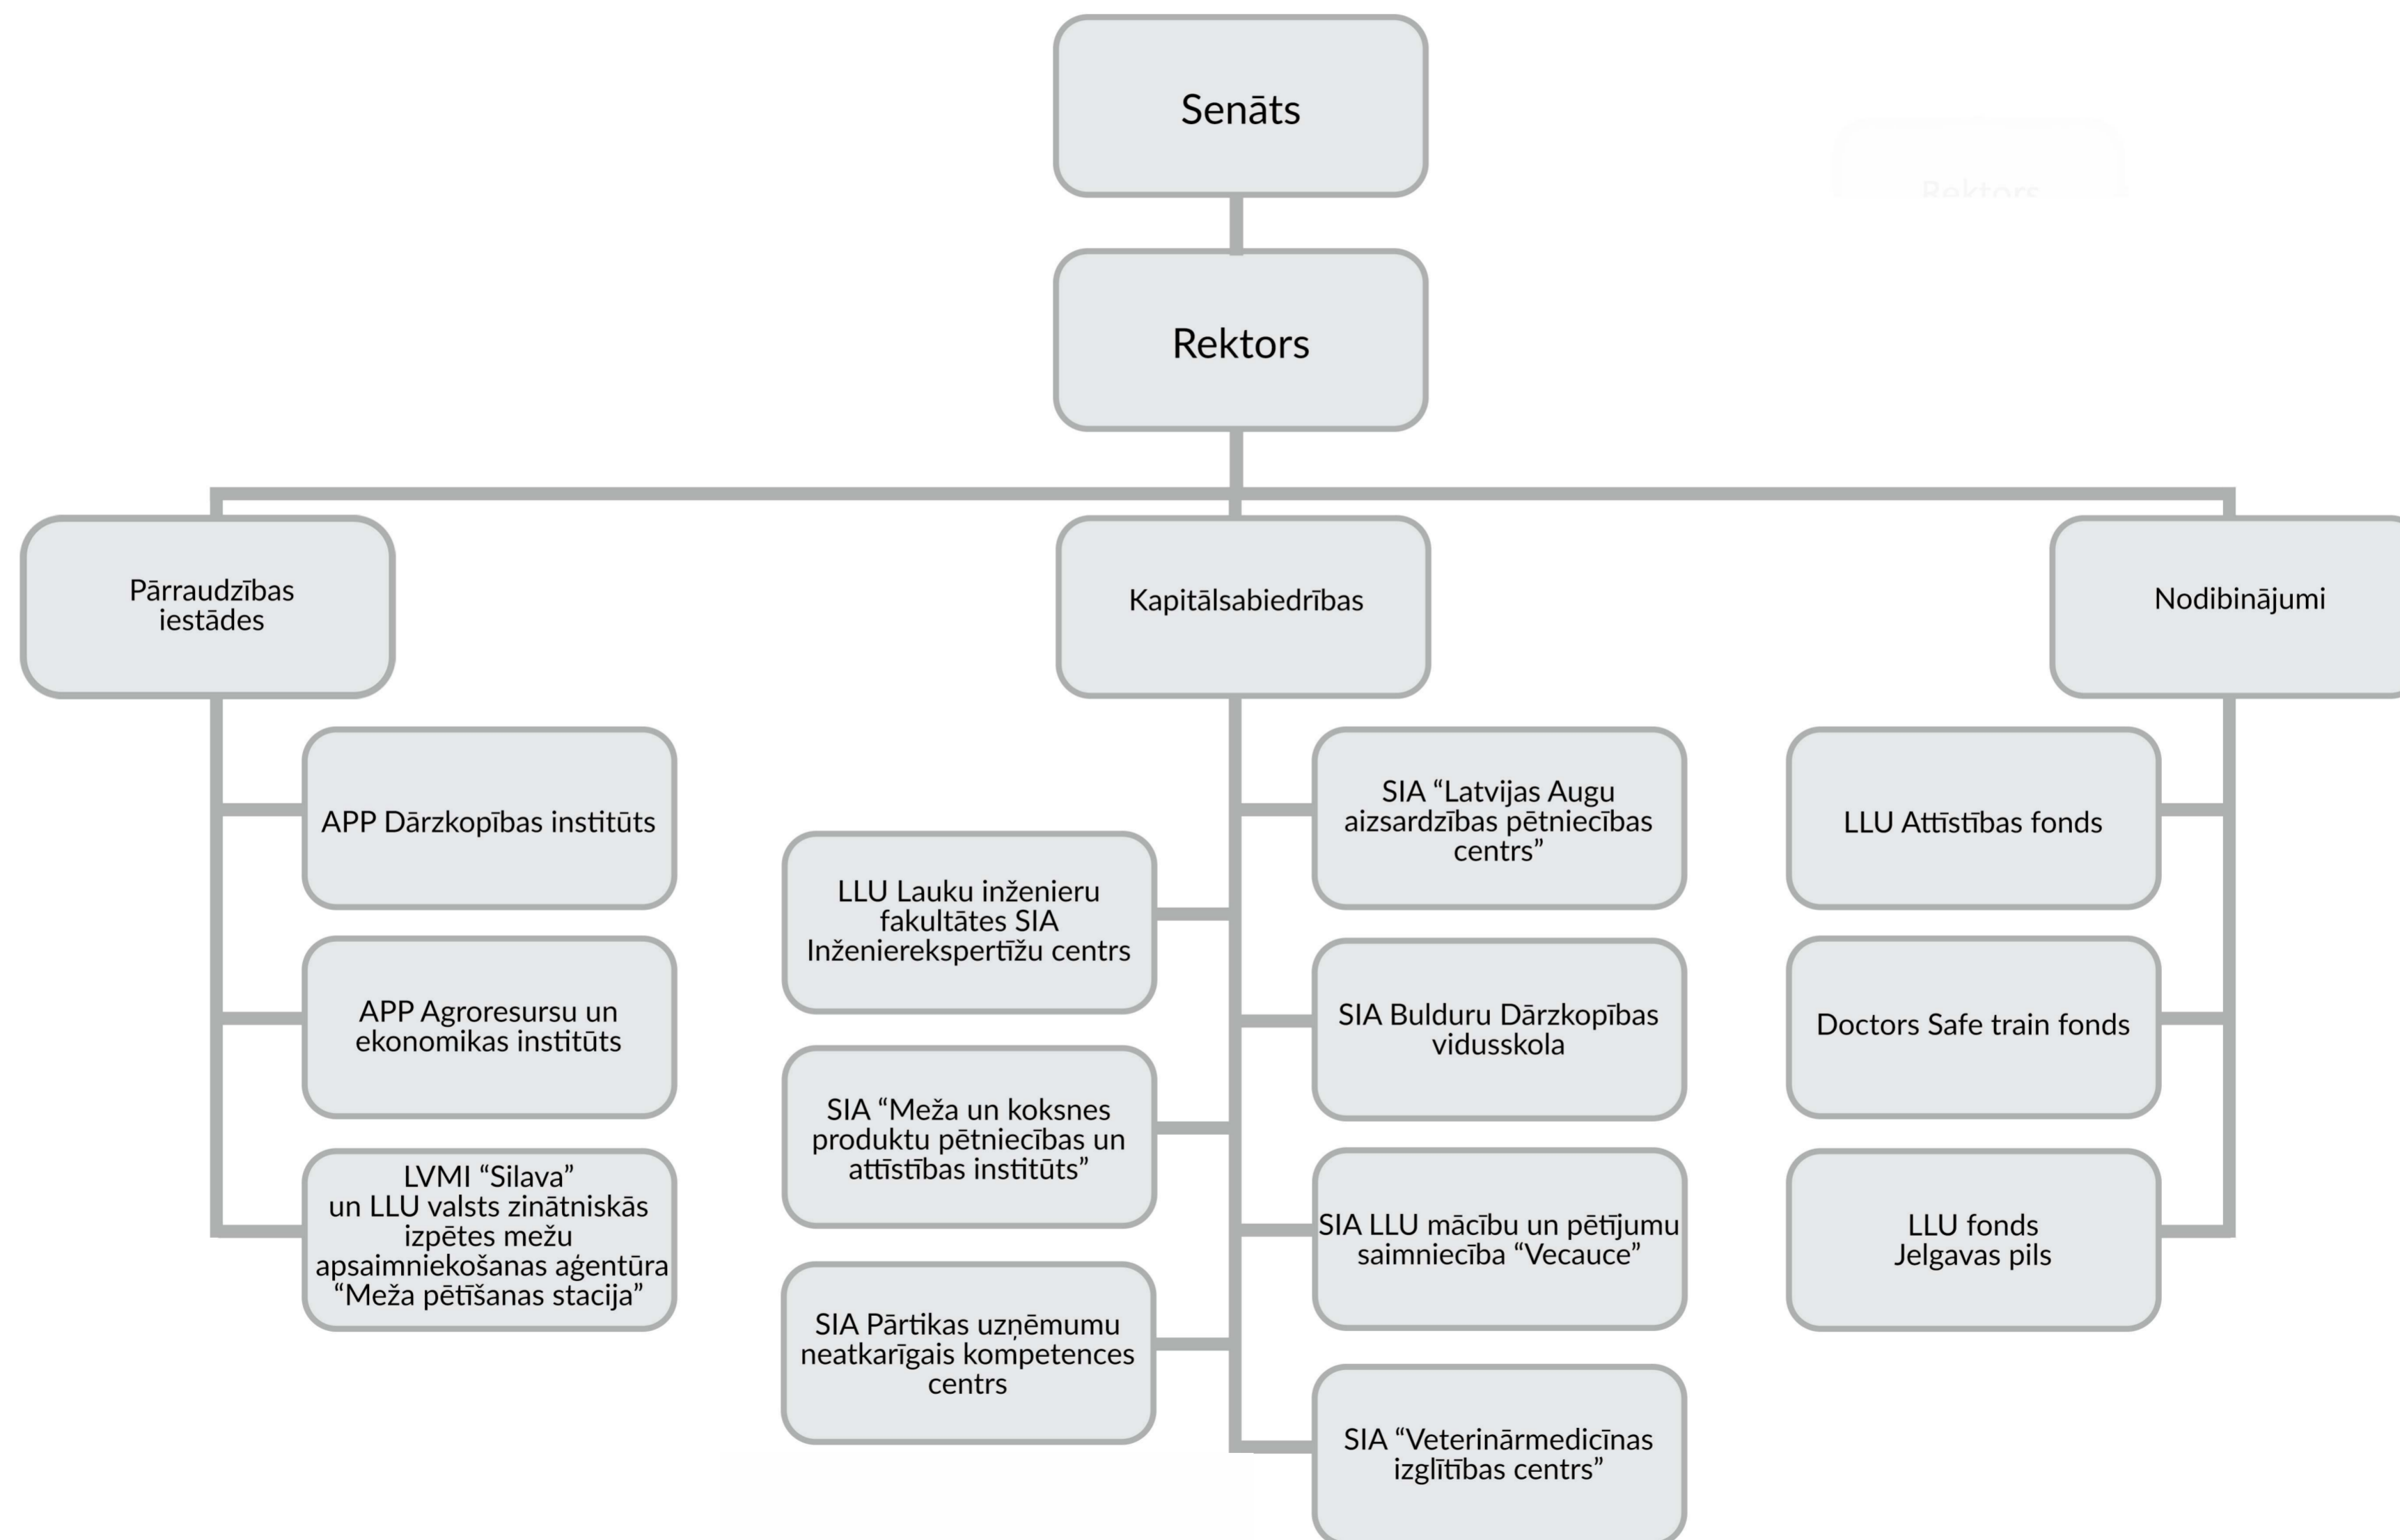 Senāts
Rektors
Rektors
Pārraudzības
iestādes
Kapitālsabiedrības
Nodibinājumi
APP Dārzkopības institūts
APP Agroresursu un
ekonomikas institūts
LVMI “Silava”
un LLU valsts zinātniskās
izpētes mežu
apsaimniekošanas aģentūra
“Meža pētīšanas stacija”
LLU Lauku inženieru
fakultātes SIA
Inženierekspertīžu centrs
SIA “Meža un koksnes
produktu pētniecības un
attīstības institūts”
SIA Pārtikas uzņēmumu
neatkarīgais kompetences
centrs
SIA “Latvijas Augu
aizsardzības pētniecības
centrs”
SIA Bulduru Dārzkopības
vidusskola
SIA LLU mācību un pētījumu
saimniecība “Vecauce”
SIA “Veterinārmedicīnas
izglītības centrs”
LLU Attīstības fonds
Doctors Safe train fonds
LLU fonds
Jelgavas pils